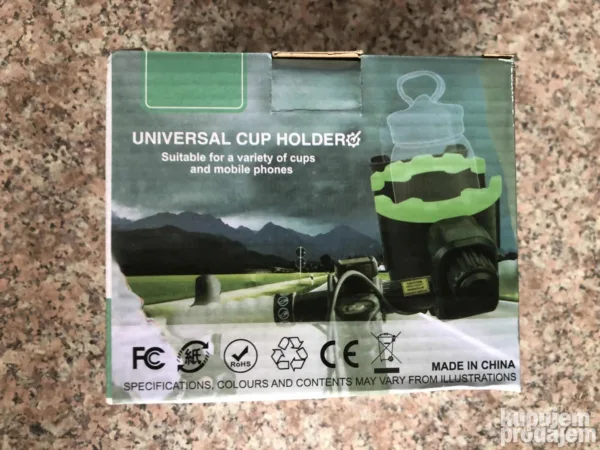 UNIVERSAL CUP HOLDER
Suitable for a variety of cups
and mobile phones
FC 紙 RoHS CE
MADE IN CHINA
SPECIFICATIONS, COLOURS AND CONTENTS MAY VARY FROM ILLUSTRATIONS
kupujem
prodajem